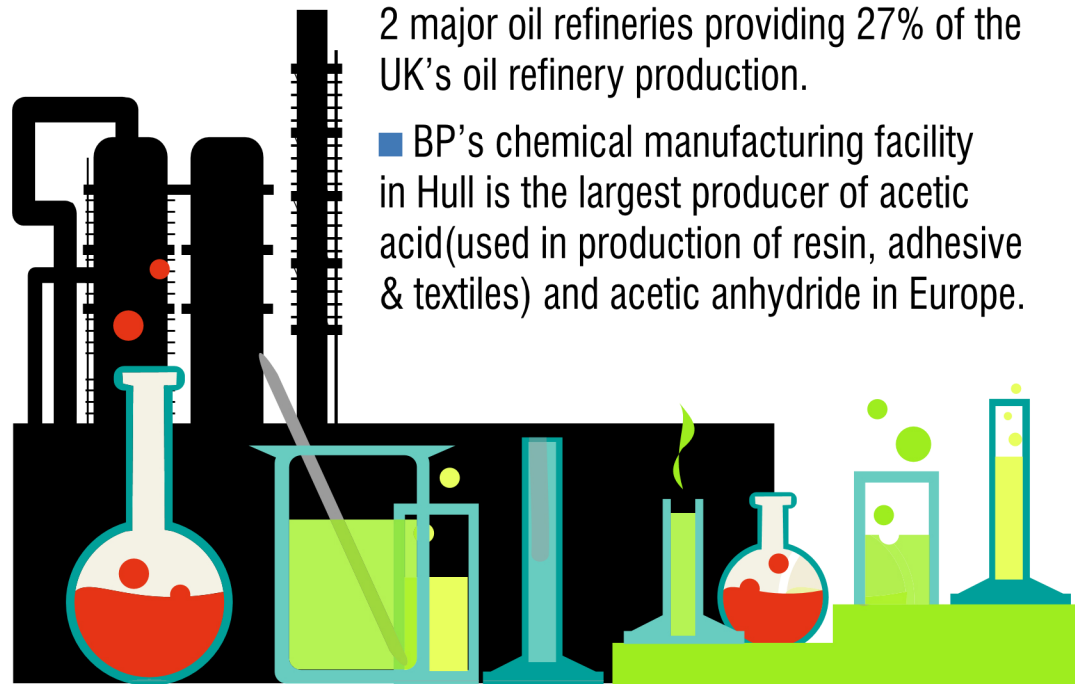 2 major oil refineries providing 27% of the
UK’s oil refinery production.
■ BP’s chemical manufacturing facility
in Hull is the largest producer of acetic
acid(used in production of resin, adhesive
& textiles) and acetic anhydride in Europe.